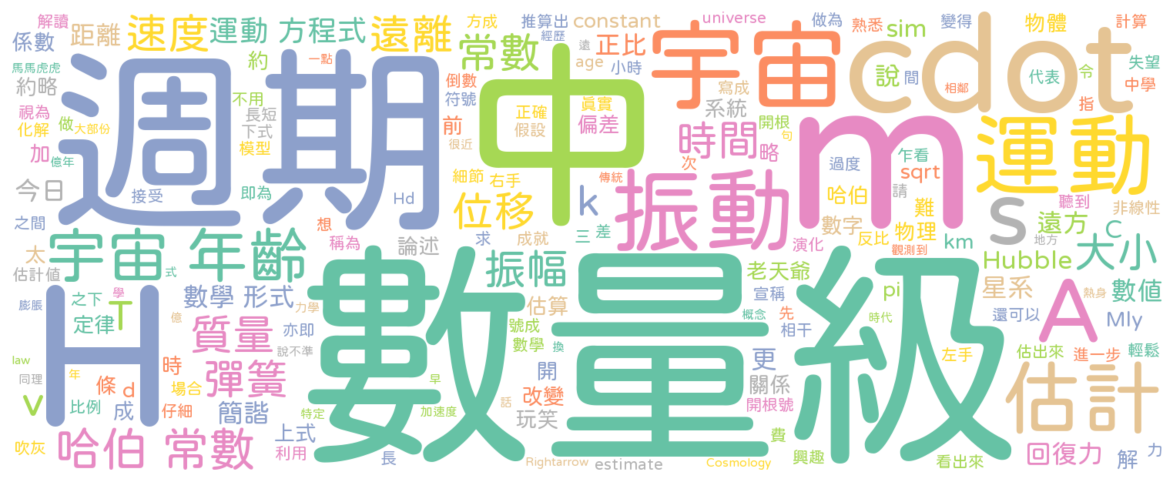 解讀 係數 距離 速度 運動 方程式 遠離 常數 推算出 經歷 方成 constant universe 做為 熟悉 sim 變得 物體 計算
馬馬虎虎 一點 約 約略 週期 中 遠 age 小時 正比 宇宙 cdot 說 間 相鄰 代表 令 失望 中學 指
視為 化解 做 大部份 不用 長短 下式 模型 倒數 符號 前 正確 假設 真實 偏差 寫成 系統 開根 句 m 運動
加 億年 今日 接受 即為 Hd 很近 細節 右手 傳統 時間 略 次 過度 乍看 sqrt 哈伯 請 難 聽到 非線性
之間 想 稱為 位移 k 振動 數字 物理 s 遠方 C
太 宇宙 年齡 論述 求 成就 三 差 演化 反比 觀測到 km 地方 大小
估計值 式 振幅 老天爺 Hubble
膨脹 之下 學 數學 形式 力學 估算 宣稱 pi 星系 A 數值
定律 T 億 亦即 號成 先 概念 時代 熱身 還可以 Mly
law H 質量 說不準 數量級 數學 換 相干
同理 年 條 d 時 場合 彈簧 早 更 左手 估出來 進一步 輕鬆
v 比例 成 仔細 簡諧 特定 加速度 話 開 改變 關係 開根號 估計
吹灰 哈伯 常數 上式 利用 長 玩笑 費 興趣 看出來 回復力 解 力
Rightarrow estimate Cosmology